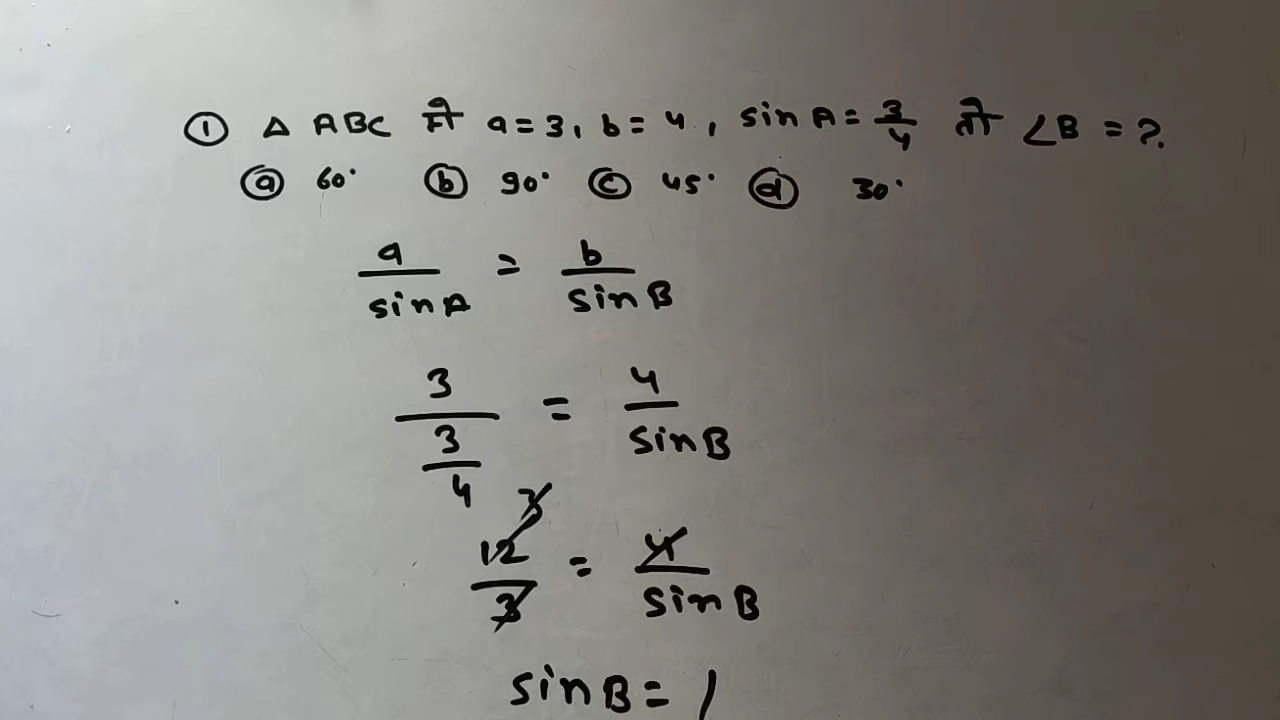 ① △ ABC में a=3, b=4, sin A = 3/4 तो ∠B = ?
ⓐ 60° ⓑ 90° ⓒ 45° ⓓ 30°
a/sin A = b/sin B
3/(3/4) = 4/sin B
12/3 = 4/sin B
sin B = 1